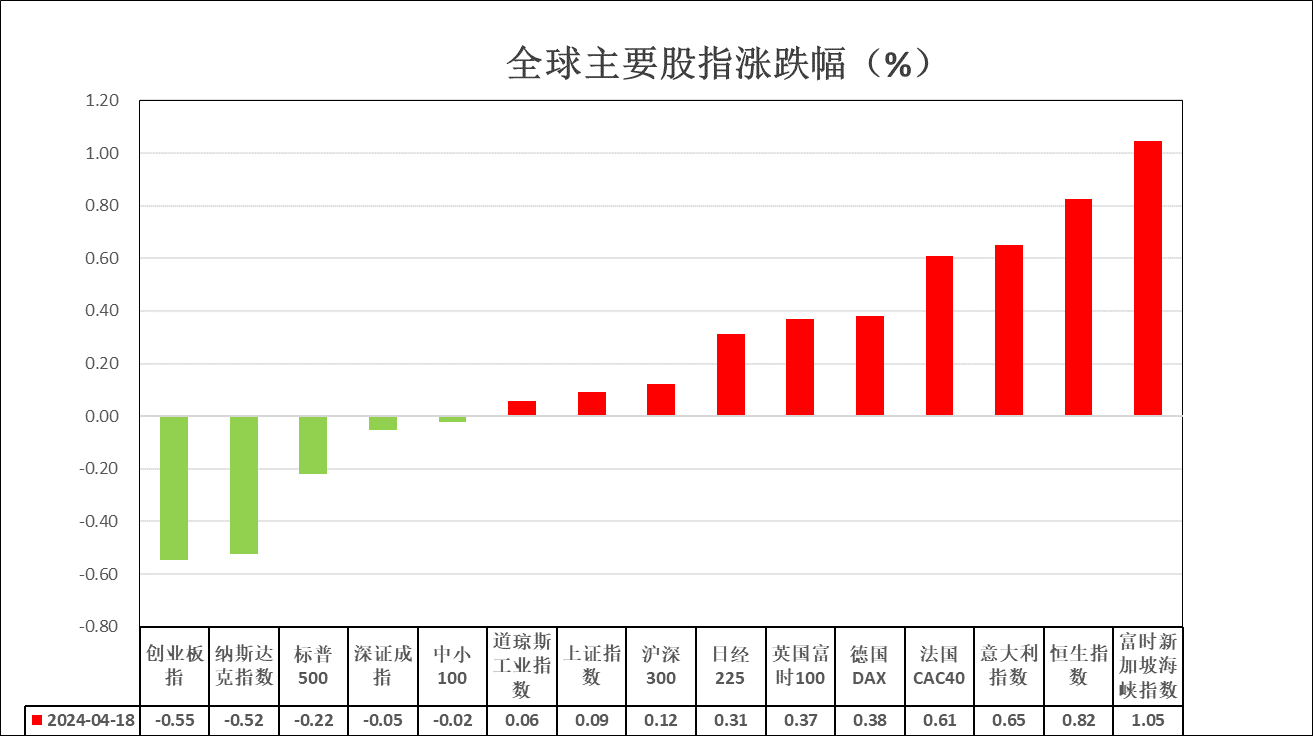 全球主要股指涨跌幅（%）
1.20
1.00
0.80
0.60
0.40
0.20
0.00
-0.20
-0.40
-0.60
-0.80
创业板
指
纳斯达
克指数
标普
500
深证成
指
中小
100
道琼斯
工业指
数
上证指
数
沪深
300
日经
225
英国富
时100
德国
DAX
法国
CAC40
意大利
指数
恒生指
数
富时新
加坡海
峡指数
2024-04-18 -0.55 -0.52 -0.22 -0.05 -0.02 0.06 0.09 0.12 0.31 0.37 0.38 0.61 0.65 0.82 1.05